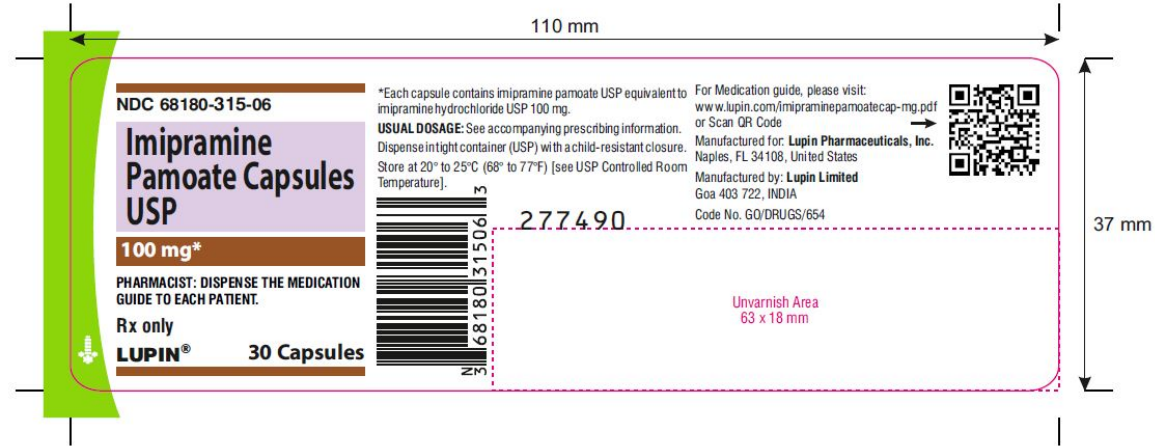 110 mm
NDC 68180-315-06
Imipramine
Pamoate Capsules
USP
100 mg*
PHARMACIST: DISPENSE THE MEDICATION
GUIDE TO EACH PATIENT.
Rx only
LUPIN®
30 Capsules
*Each capsule contains imipramine pamoate USP equivalent to
imipramine hydrochloride USP 100 mg.
USUAL DOSAGE: See accompanying prescribing information.
Dispense in tight container (USP) with a child-resistant closure.
Store at 20° to 25°C (68° to 77°F) [see USP Controlled Room
Temperature].
N
3 68180 31506 3
277490
For Medication guide, please visit:
www.lupin.com/imipraminepamoatecap-mg.pdf
or Scan QR Code
Manufactured for: Lupin Pharmaceuticals, Inc.
Naples, FL 34108, United States
Manufactured by: Lupin Limited
Goa 403 722, INDIA
Code No. GO/DRUGS/654
Unvarnish Area
63 x 18 mm
37 mm